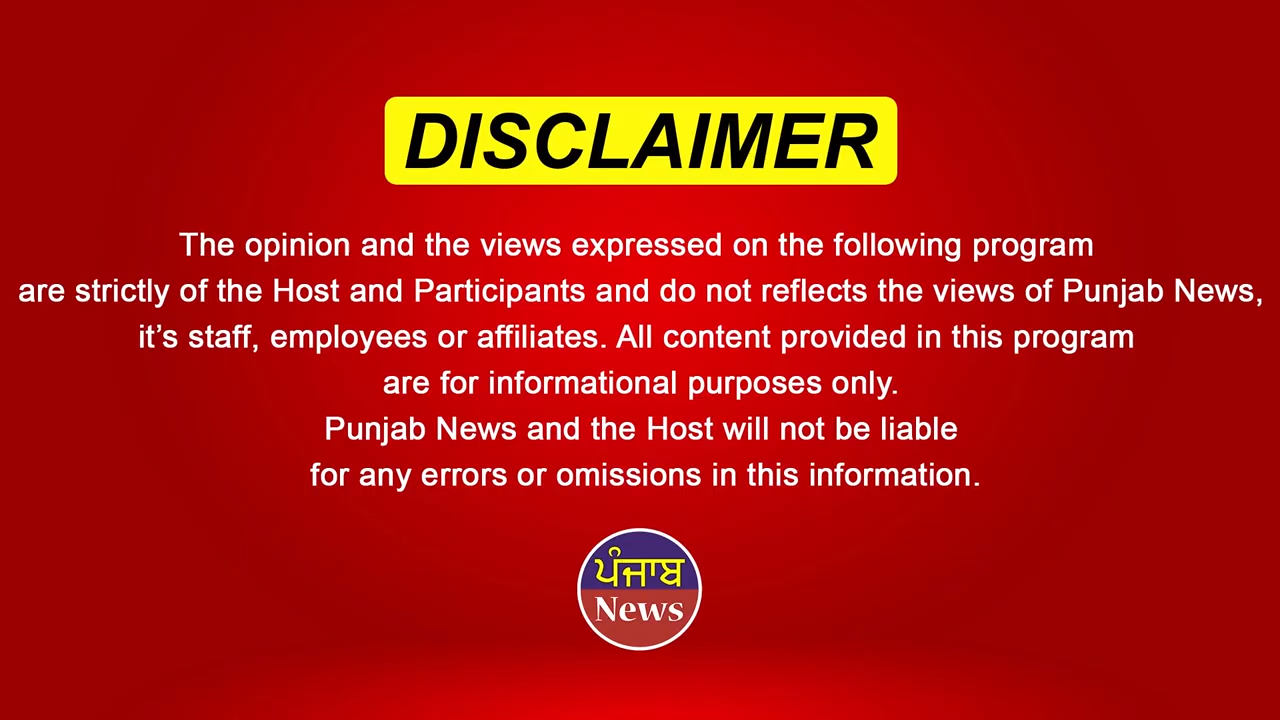 DISCLAIMER
The opinion and the views expressed on the following program
are strictly of the Host and Participants and do not reflects the views of Punjab News,
it’s staff, employees or affiliates. All content provided in this program
are for informational purposes only.
Punjab News and the Host will not be liable
for any errors or omissions in this information.
ਪੰਜਾਬ
News